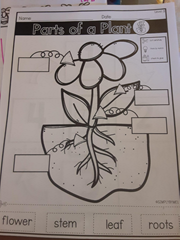 Name Date
Parts of a Plant
flower stem leaf roots